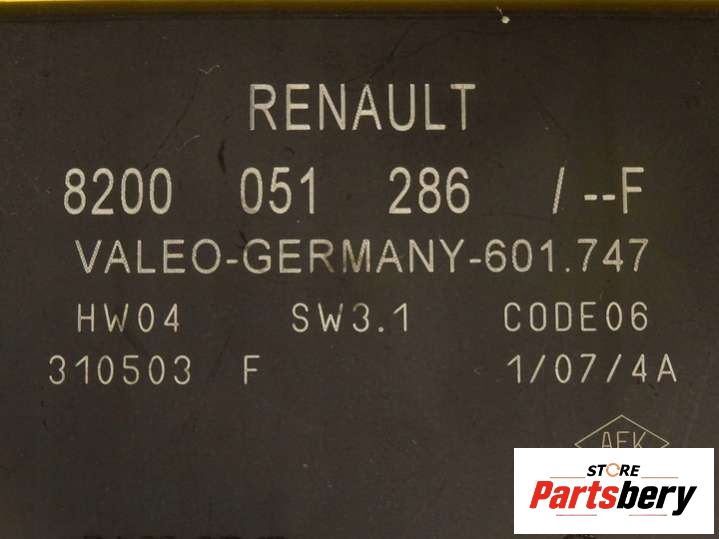 RENAULT
8200 051 286 /--F
VALEO-GERMANY-601.747
HW04 SW3.1 CODE06
310503 F 1/07/4A
AEK
STORE
Partsbery